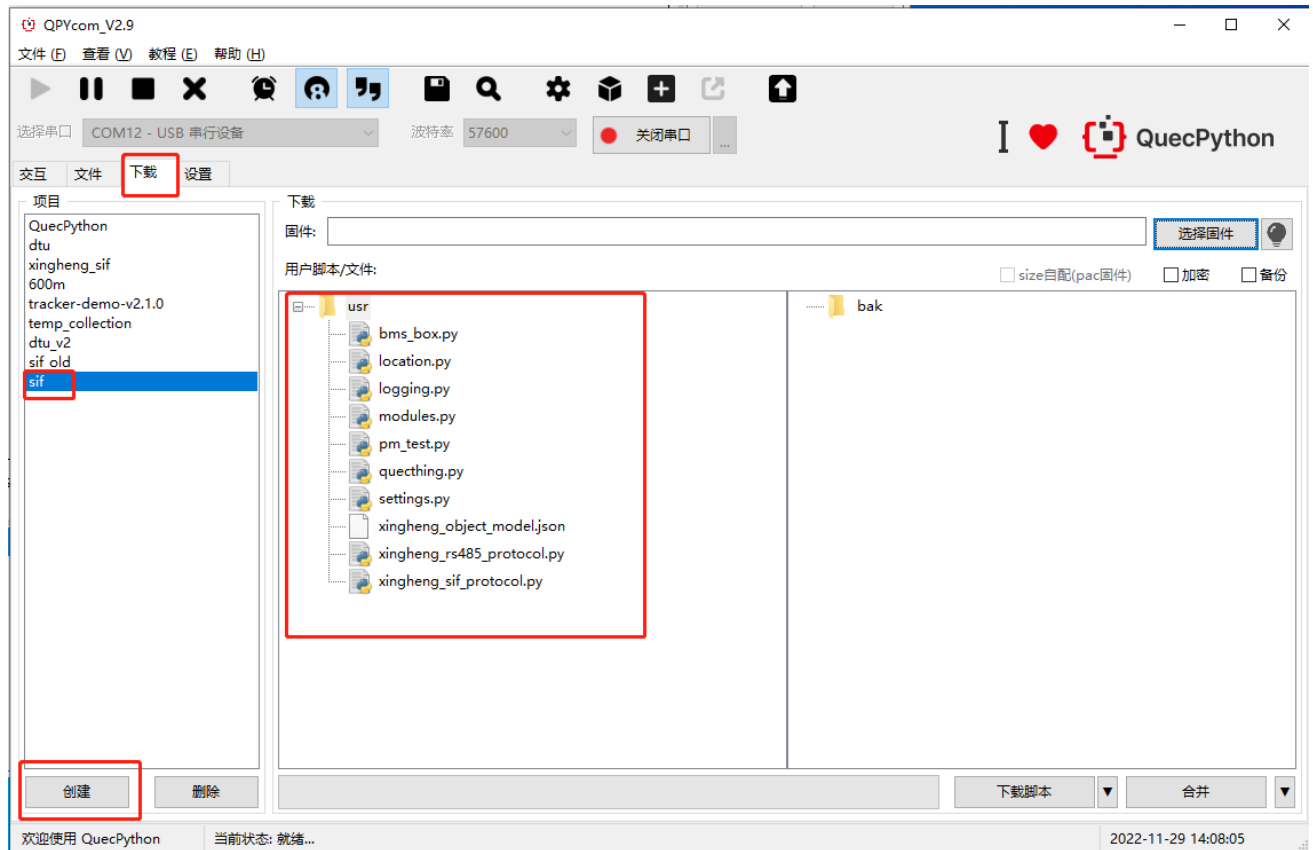 QPYcom_V2.9
文件 (F) 查看 (V) 教程 (E) 帮助 (H)
选择串口 COM12 - USB 串行设备 波特率 57600 关闭串口 ...
QuecPython
交互 文件 下载 设置
项目
QuecPython
dtu
xingheng_sif
600m
tracker-demo-v2.1.0
temp_collection
dtu_v2
sif old
sif
创建 删除
下载
固件: 选择固件
用户脚本/文件: size自配(pac固件) 加密 备份
usr
bms_box.py
location.py
logging.py
modules.py
pm_test.py
quecthing.py
settings.py
xingheng_object_model.json
xingheng_rs485_protocol.py
xingheng_sif_protocol.py
bak
下载脚本 合并
欢迎使用 QuecPython 当前状态: 就绪... 2022-11-29 14:08:05